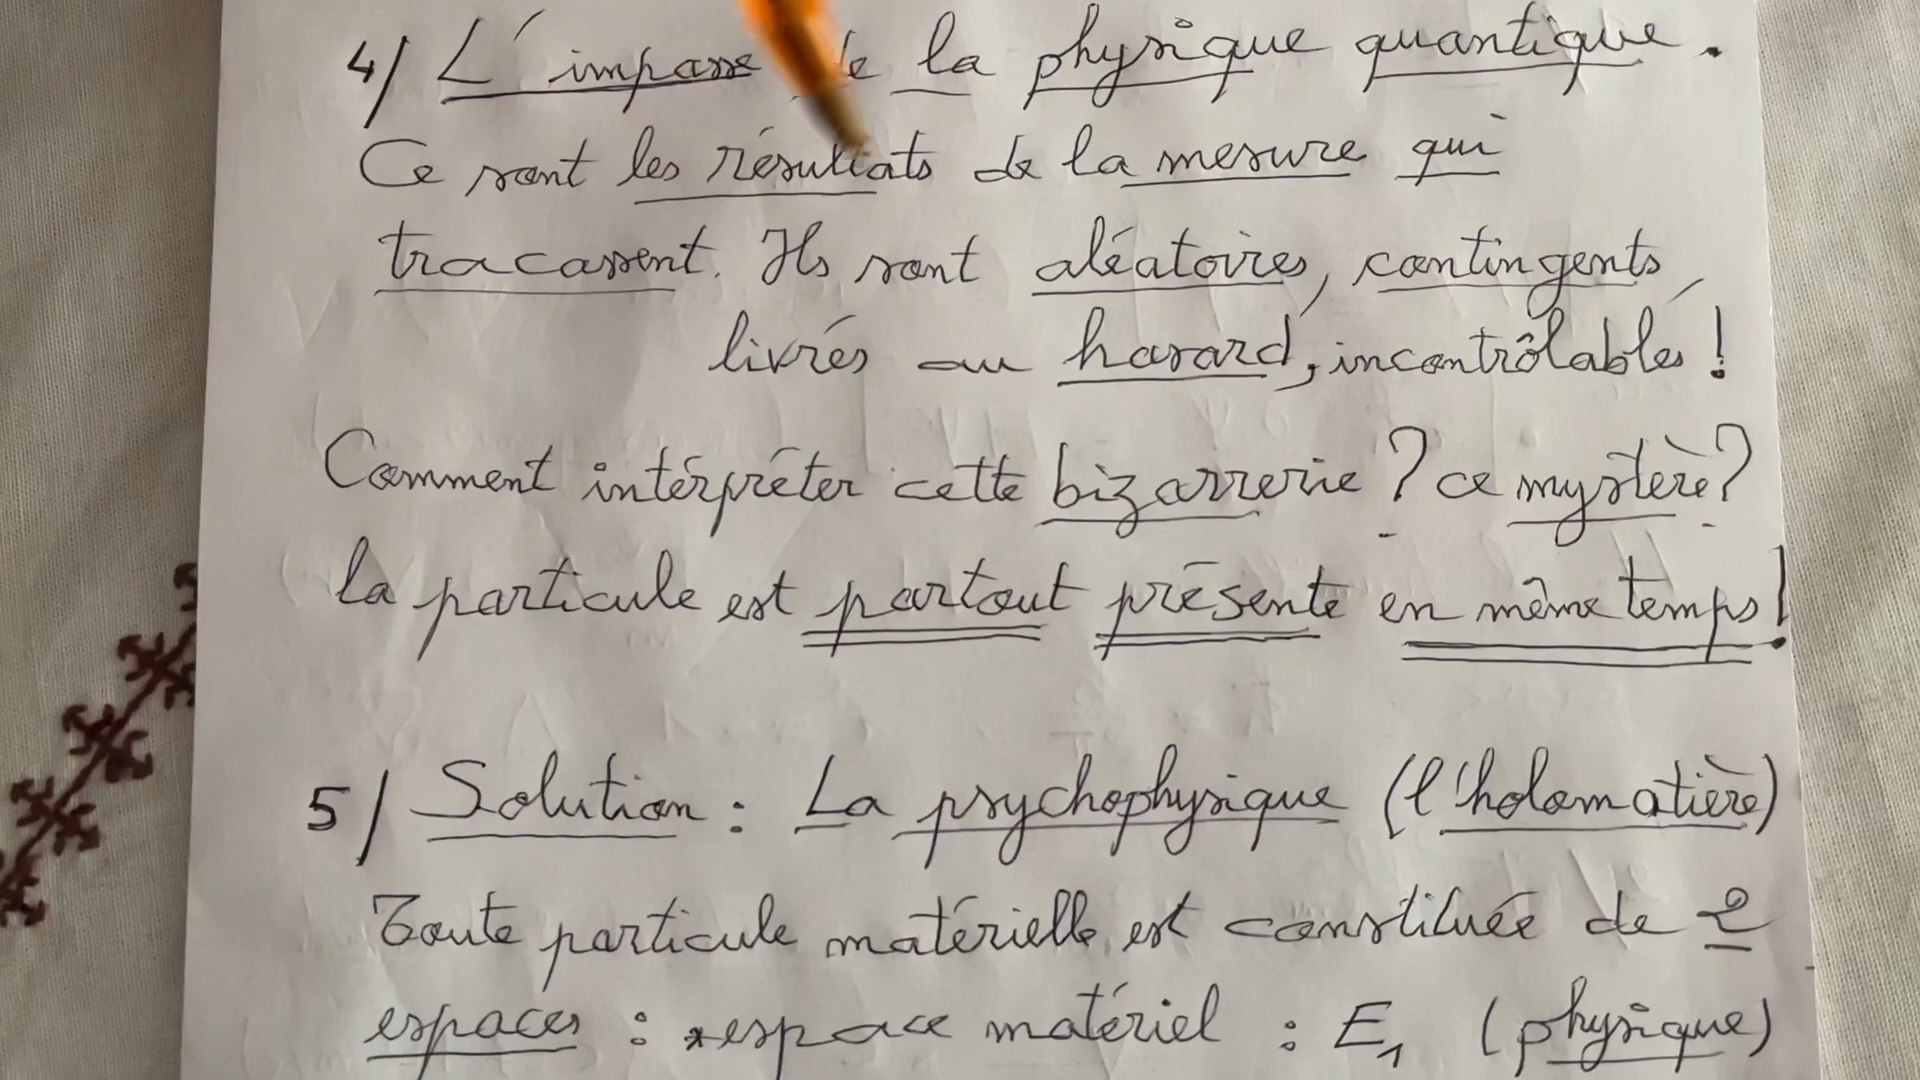 4/ L'impasse de la physique quantique.
Ce sont les résultats de la mesure qui
tracassent. Ils sont aléatoires, contingents,
livrés au hasard, incontrôlables!
Comment intérpréter cette bizarrerie? ce mystère?
la particule est partout présente en même temps!
5/ Solution: La psychophysique (l'holomatière)
Toute particule matérielle est constituée de 2
espaces : *espace matériel : E₁ (physique)